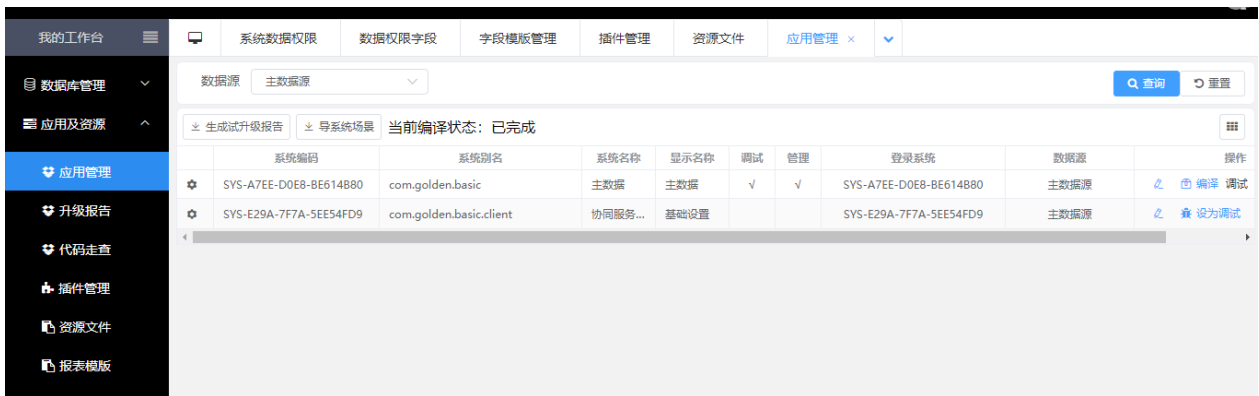 我的工作台 系统数据权限 数据权限字段 字段模版管理 插件管理 资源文件 应用管理 ×
数据库管理
应用及资源
应用管理
升级报告
代码走查
插件管理
资源文件
报表模版
数据源 主数据源 查询 重置
生成试升级报告 导系统场景 当前编译状态：已完成
系统编码 系统别名 系统名称 显示名称 调试 管理 登录系统 数据源 操作
SYS-A7EE-D0E8-BE614B80 com.golden.basic 主数据 主数据 √ √ SYS-A7EE-D0E8-BE614B80 主数据源 编译 调试
SYS-E29A-7F7A-5EE54FD9 com.golden.basic.client 协同服务... 基础设置 SYS-E29A-7F7A-5EE54FD9 主数据源 设为调试